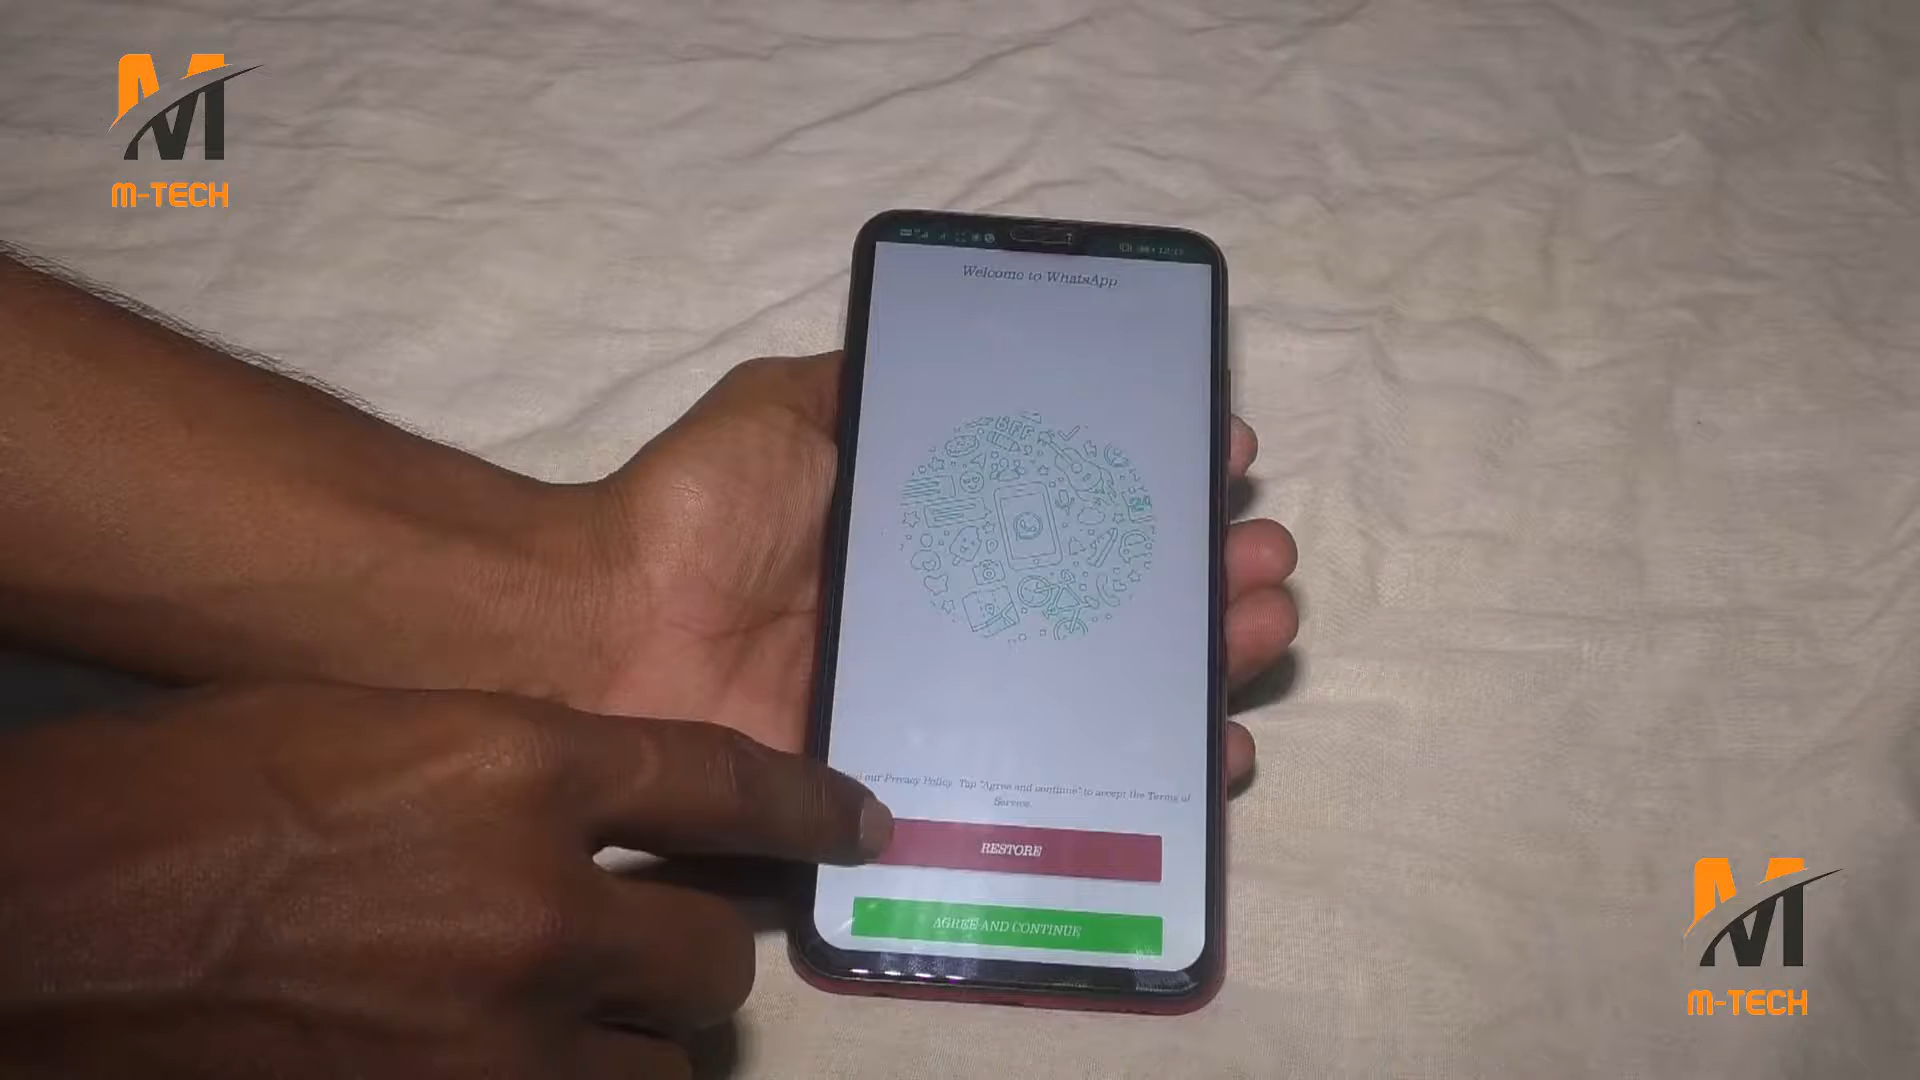 M-TECH
Welcome to WhatsApp
BFF
our Privacy Policy. Tap "Agree and continue" to accept the Terms of
Service.
RESTORE
AGREE AND CONTINUE
M-TECH